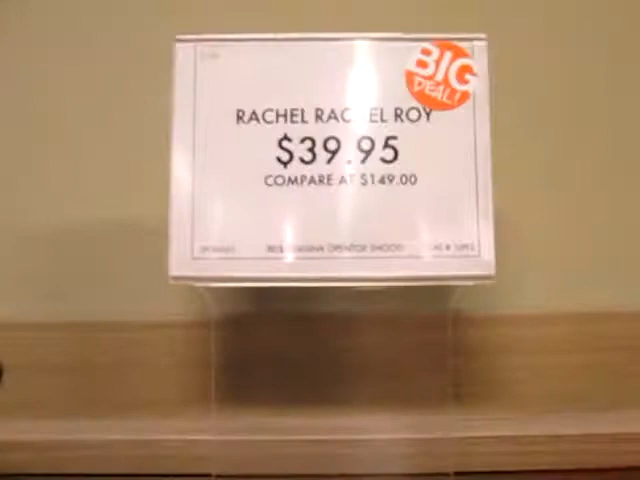 BIG
DEAL!
RACHEL RACHEL ROY
$39.95
COMPARE AT $149.00